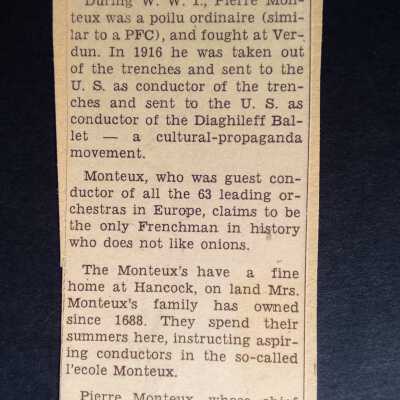 During W. W. I., Pierre Mon-
teux was a poilu ordinaire (simi-
lar to a PFC), and fought at Ver-
dun. In 1916 he was taken out
of the trenches and sent to the
U. S. as conductor of the tren-
ches and sent to the U. S. as
conductor of the Diaghileff Bal-
let — a cultural-propaganda
movement.
Monteux, who was guest con-
ductor of all the 63 leading or-
chestras in Europe, claims to be
the only Frenchman in history
who does not like onions.
The Monteux's have a fine
home at Hancock, on land Mrs.
Monteux's family has owned
since 1688. They spend their
summers here, instructing aspir-
ing conductors in the so-called
l'ecole Monteux.
Pierre Monteux, whose chief